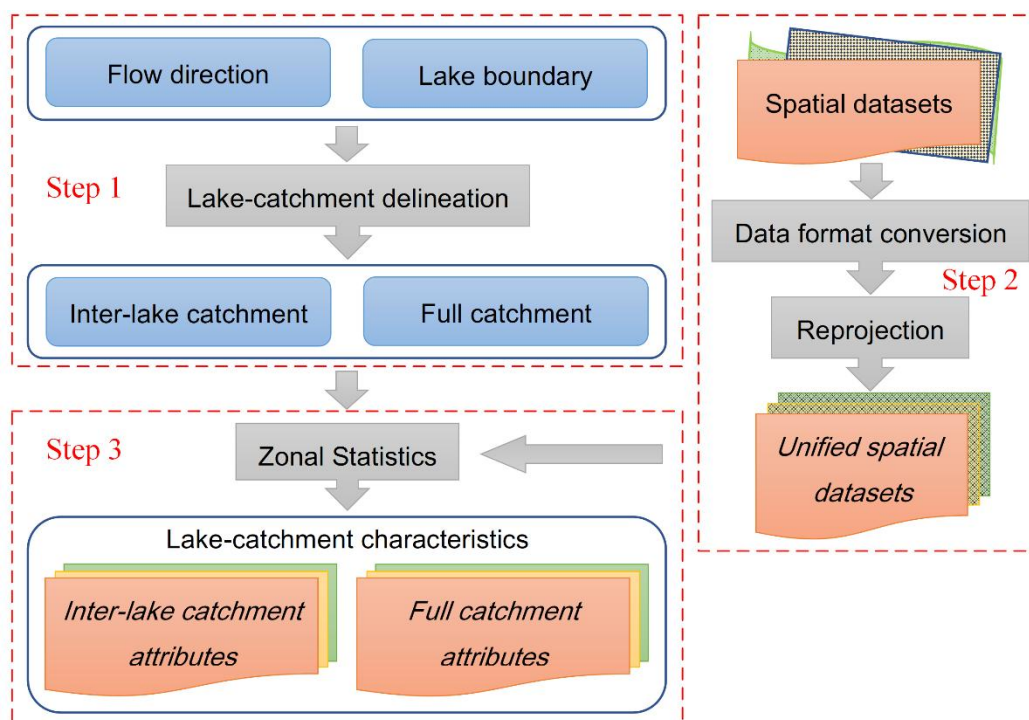 Flow direction
Lake boundary
Step 1
Lake-catchment delineation
Inter-lake catchment
Full catchment
Spatial datasets
Data format conversion
Step 2
Reprojection
Unified spatial
datasets
Step 3
Zonal Statistics
Lake-catchment characteristics
Inter-lake catchment
attributes
Full catchment
attributes